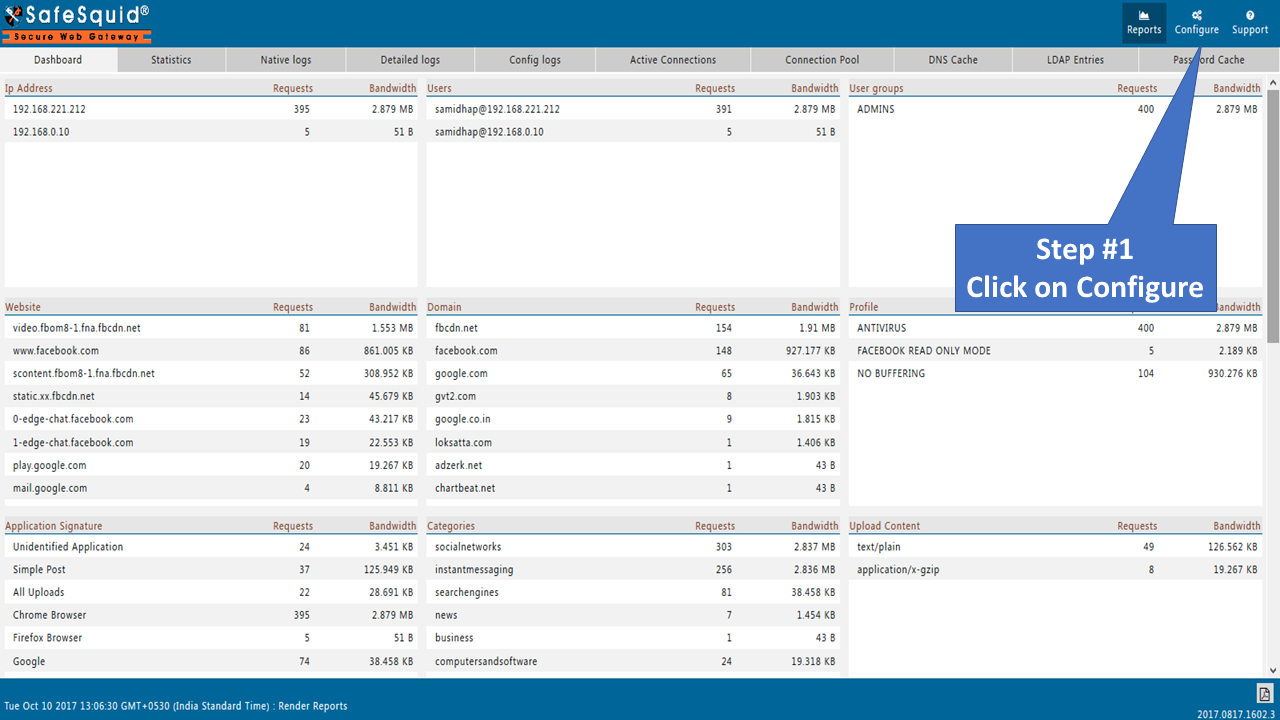 SafeSquid®
Secure Web Gateway
Reports Configure Support
Dashboard Statistics Native logs Detailed logs Config logs Active Connections Connection Pool DNS Cache LDAP Entries Cache
Ip Address Requests Bandwidth
192.168.221.212 395 2.879 MB
192.168.0.10 5 51 B
Users Requests Bandwidth
samidhap@192.168.221.212 391 2.879 MB
samidhap@192.168.0.10 5 51 B
User groups Requests Bandwidth
ADMINS 400 2.879 MB
Step #1
Click on Configure
Website Requests Bandwidth
video.fbom8-1.fna.fbcdn.net 81 1.553 MB
www.facebook.com 86 861.005 KB
scontent.fbom8-1.fna.fbcdn.net 52 308.952 KB
static.xx.fbcdn.net 14 45.679 KB
0-edge-chat.facebook.com 23 43.217 KB
1-edge-chat.facebook.com 19 22.553 KB
play.google.com 20 19.267 KB
mail.google.com 4 8.811 KB
Domain Requests Bandwidth
fbcdn.net 154 1.91 MB
facebook.com 148 927.177 KB
google.com 65 36.643 KB
gvt2.com 8 1.903 KB
google.co.in 9 1.815 KB
loksatta.com 1 1.406 KB
adzerk.net 1 43 B
chartbeat.net 1 43 B
Profile
ANTIVIRUS 400 2.879 MB
FACEBOOK READ ONLY MODE 5 2.189 KB
NO BUFFERING 104 930.276 KB
Application Signature Requests Bandwidth
Unidentified Application 24 3.451 KB
Simple Post 37 125.949 KB
All Uploads 22 28.691 KB
Chrome Browser 395 2.879 MB
Firefox Browser 5 51 B
Google 74 38.458 KB
Categories Requests Bandwidth
socialnetworks 303 2.837 MB
instantmessaging 256 2.836 MB
searchengines 81 38.458 KB
news 7 1.454 KB
business 1 43 B
computersandsoftware 24 19.318 KB
Upload Content Requests Bandwidth
text/plain 49 126.562 KB
application/x-gzip 8 19.267 KB
Tue Oct 10 2017 13:06:30 GMT+0530 (India Standard Time) : Render Reports
2017.0817.1602.3